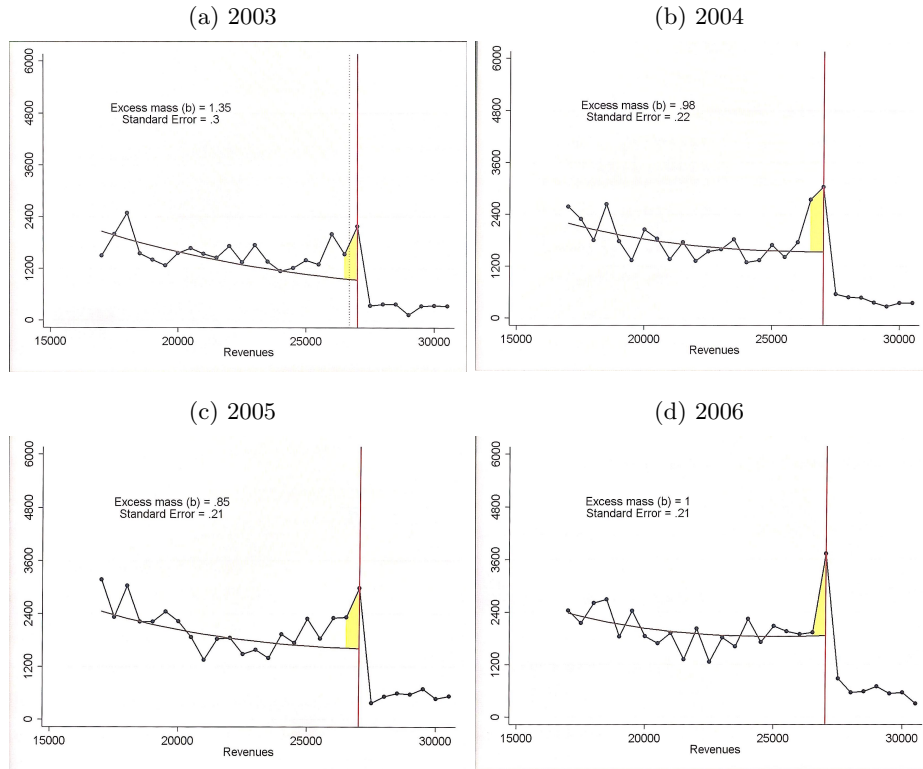 (a) 2003
6000
4800
3600
2400
1200
0
Excess mass (b) = 1.35
Standard Error = .3
15000 20000 25000 30000
Revenues
(b) 2004
6000
4800
3600
2400
1200
0
Excess mass (b) = .98
Standard Error = .22
15000 20000 25000 30000
Revenues
(c) 2005
6000
4800
3600
2400
1200
0
Excess mass (b) = .85
Standard Error = .21
15000 20000 25000 30000
Revenues
(d) 2006
6000
4800
3600
2400
1200
0
Excess mass (b) = 1
Standard Error = .21
15000 20000 25000 30000
Revenues